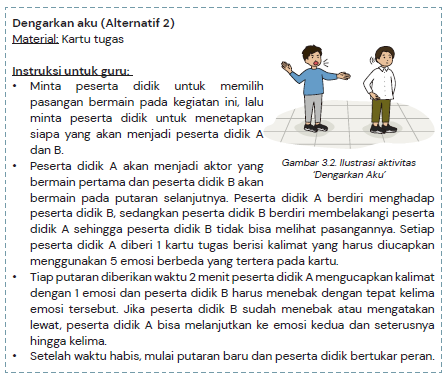 Dengarkan aku (Alternatif 2)
Material: Kartu tugas
Instruksi untuk guru:
• Minta peserta didik untuk memilih
pasangan bermain pada kegiatan ini, lalu
minta peserta didik untuk menetapkan
siapa yang akan menjadi peserta didik A
dan B.
• Peserta didik A akan menjadi aktor yang
bermain pertama dan peserta didik B akan
bermain pada putaran selanjutnya. Peserta didik A berdiri menghadap
peserta didik B, sedangkan peserta didik B berdiri membelakangi peserta
didik A sehingga peserta didik B tidak bisa melihat pasangannya. Setiap
peserta didik A diberi 1 kartu tugas berisi kalimat yang harus diucapkan
menggunakan 5 emosi berbeda yang tertera pada kartu.
• Tiap putaran diberikan waktu 2 menit peserta didik A mengucapkan kalimat
dengan 1 emosi dan peserta didik B harus menebak dengan tepat kelima
emosi tersebut. Jika peserta didik B sudah menebak atau mengatakan
lewat, peserta didik A bisa melanjutkan ke emosi kedua dan seterusnya
hingga kelima.
• Setelah waktu habis, mulai putaran baru dan peserta didik bertukar peran.
Gambar 3.2. Ilustrasi aktivitas
'Dengarkan Aku'